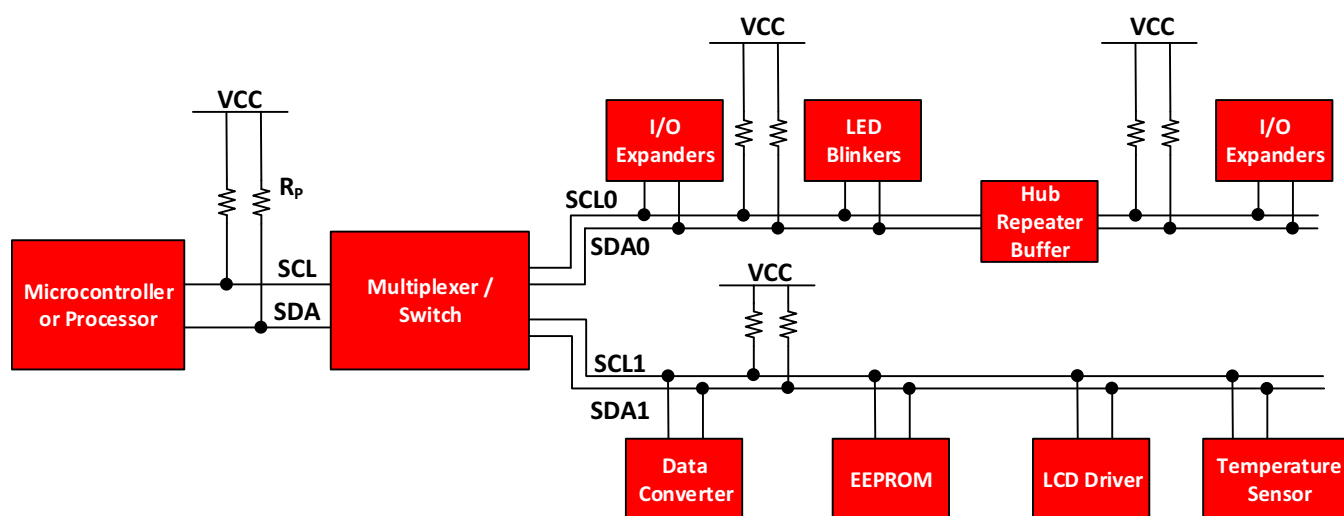 VCC
VCC
VCC
I/O
Expanders
LED
Blinkers
I/O
Expanders
R_P
SCL0
SDA0
Hub
Repeater
Buffer
SCL
SDA
Microcontroller
or Processor
Multiplexer /
Switch
VCC
SCL1
SDA1
Data
Converter
EEPROM
LCD Driver
Temperature
Sensor